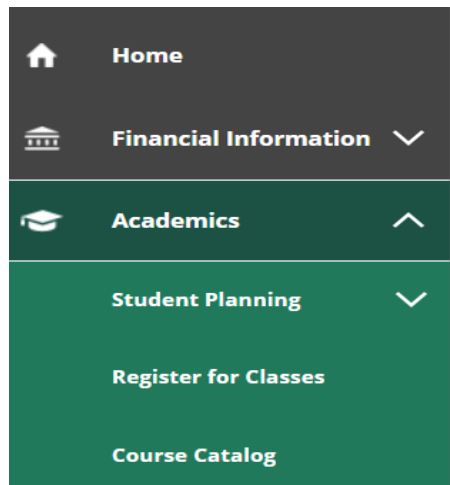 Home
Financial Information
Academics
Student Planning
Register for Classes
Course Catalog